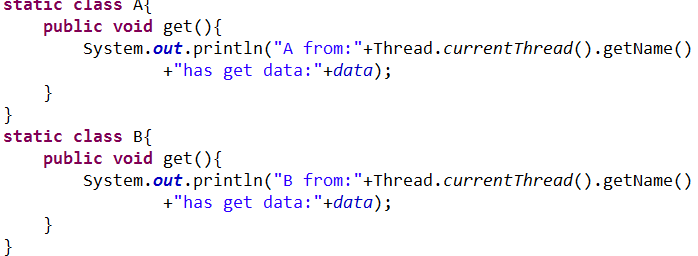 static class A{
public void get(){
System.out.println("A from:"+Thread.currentThread().getName()
+"has get data:"+data);
}
}
static class B{
public void get(){
System.out.println("B from:"+Thread.currentThread().getName()
+"has get data:"+data);
}
}